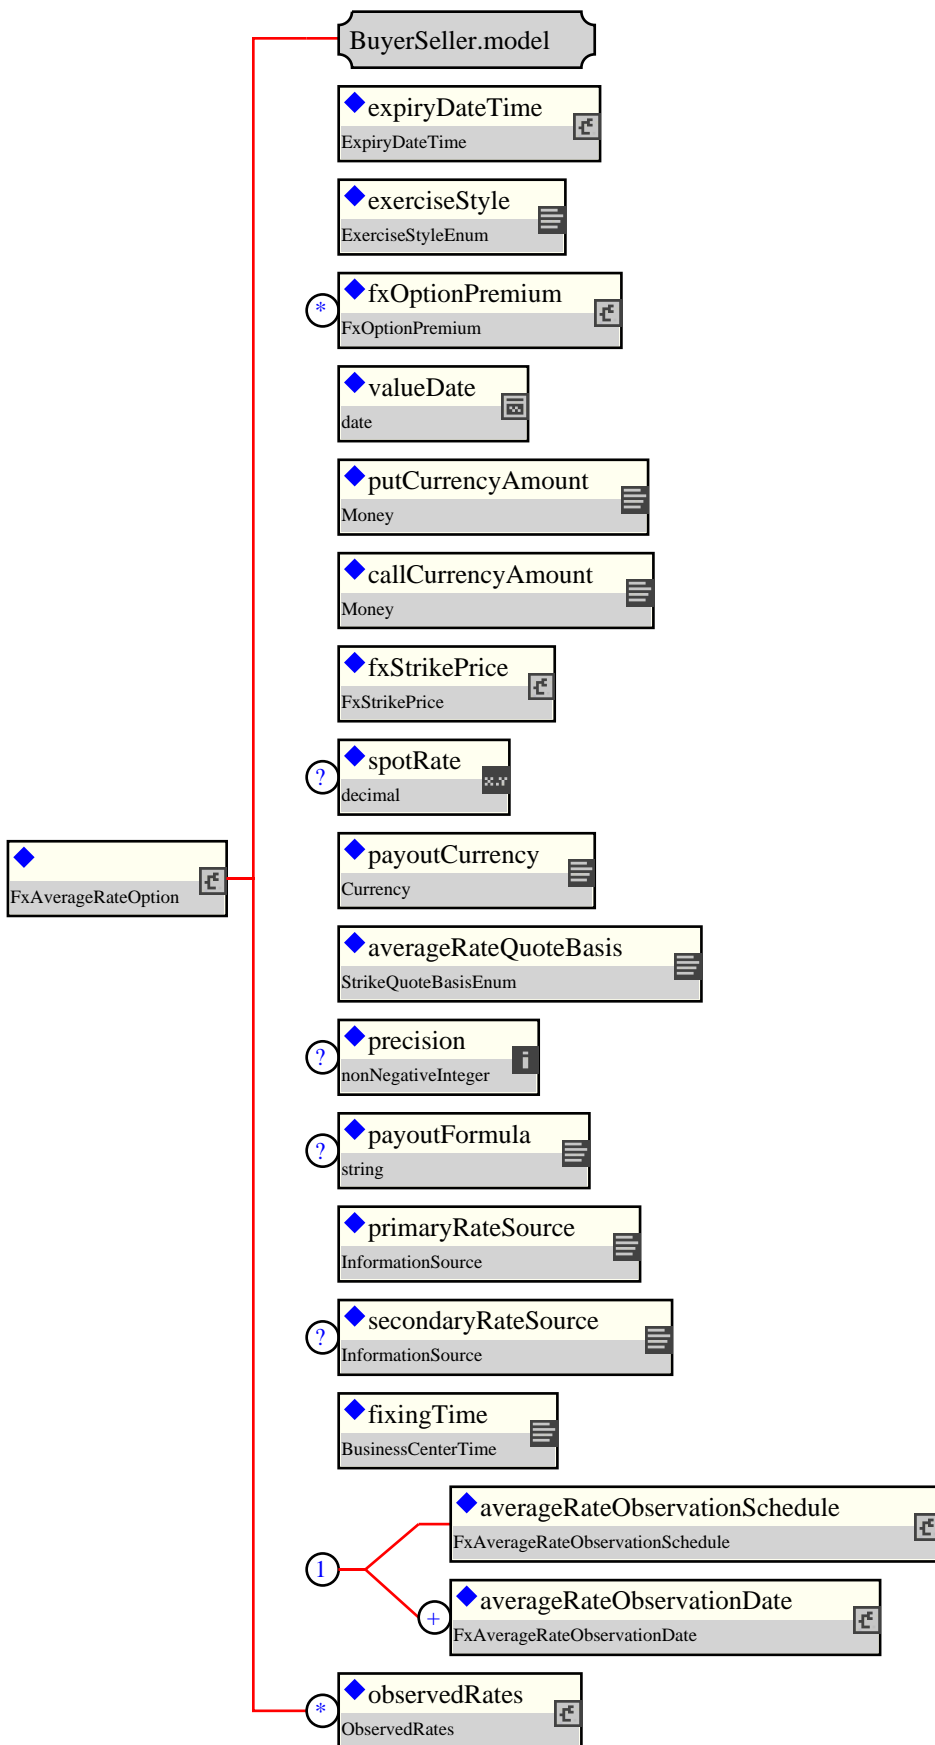 BuyerSeller.model
expiryDateTime
ExpiryDateTime
exerciseStyle
ExerciseStyleEnum
*
fxOptionPremium
FxOptionPremium
valueDate
date
putCurrencyAmount
Money
callCurrencyAmount
Money
fxStrikePrice
FxStrikePrice
?
spotRate
decimal
x.y
FxAverageRateOption
payoutCurrency
Currency
averageRateQuoteBasis
StrikeQuoteBasisEnum
?
precision
nonNegativeInteger
i
?
payoutFormula
string
primaryRateSource
InformationSource
?
secondaryRateSource
InformationSource
fixingTime
BusinessCenterTime
1
averageRateObservationSchedule
FxAverageRateObservationSchedule
+
averageRateObservationDate
FxAverageRateObservationDate
*
observedRates
ObservedRates